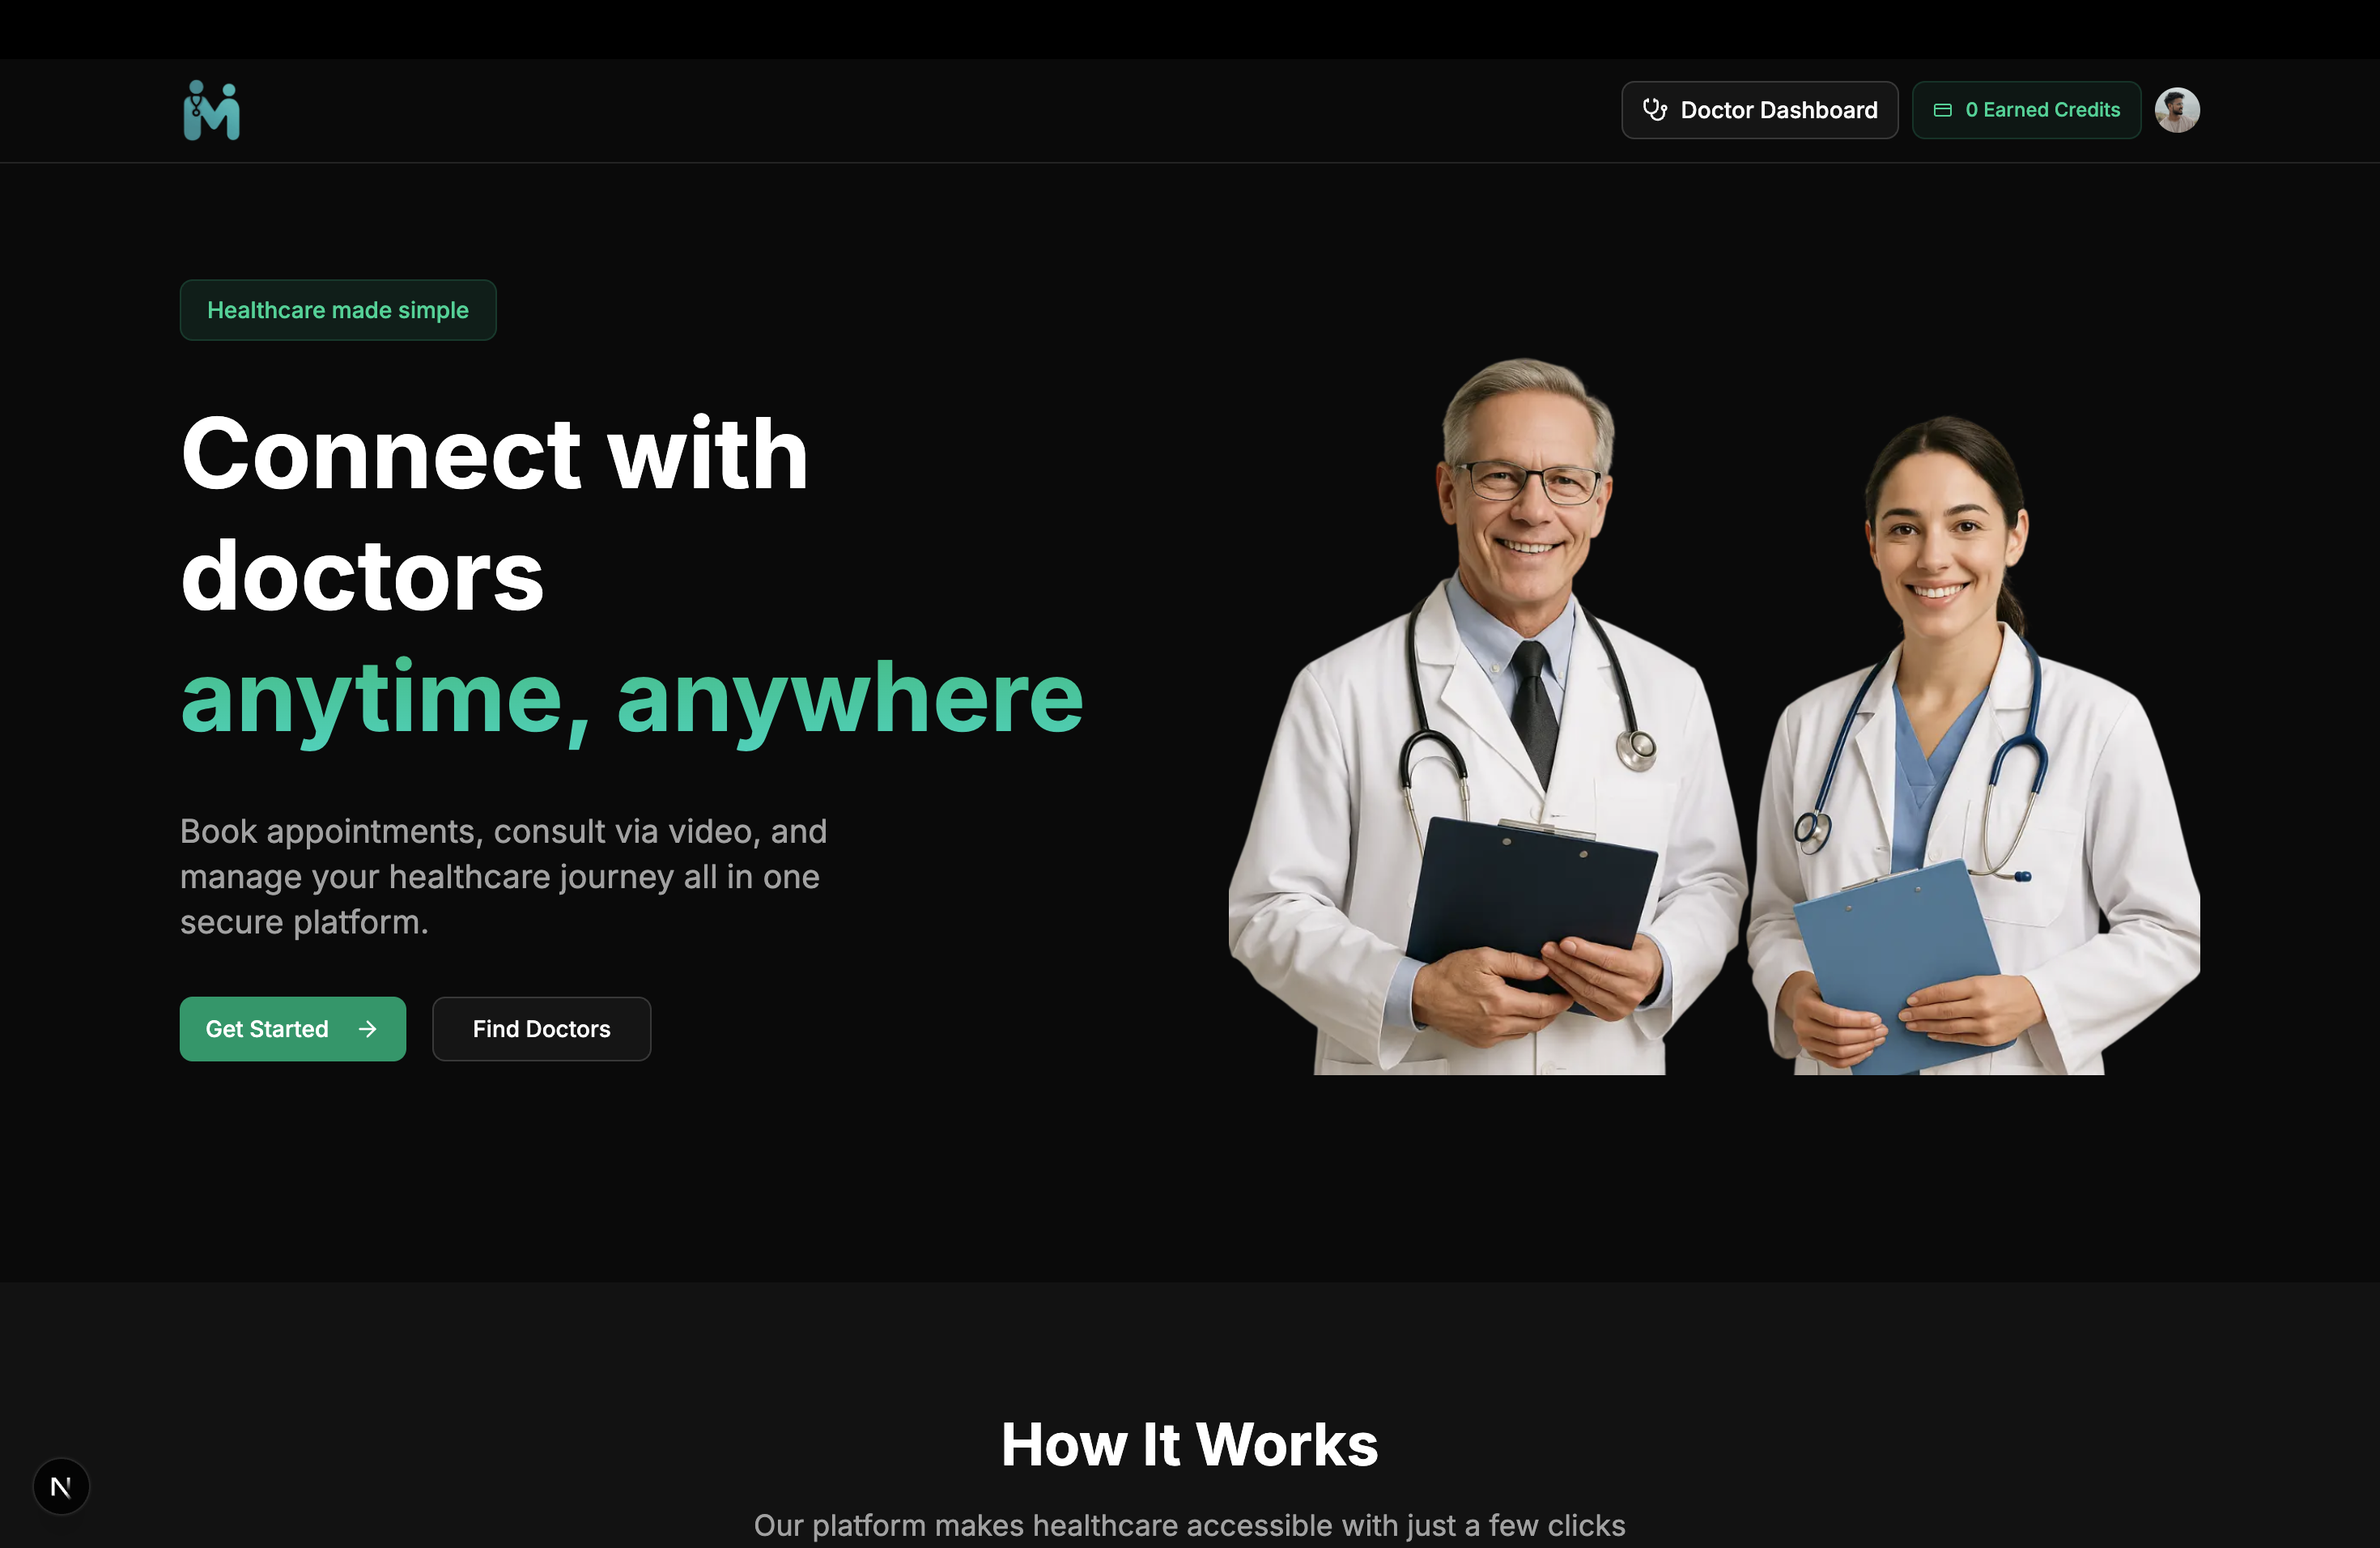 Doctor Dashboard
0 Earned Credits
Healthcare made simple
Connect with
doctors
anytime, anywhere
Book appointments, consult via video, and
manage your healthcare journey all in one
secure platform.
Get Started
Find Doctors
How It Works
Our platform makes healthcare accessible with just a few clicks
N